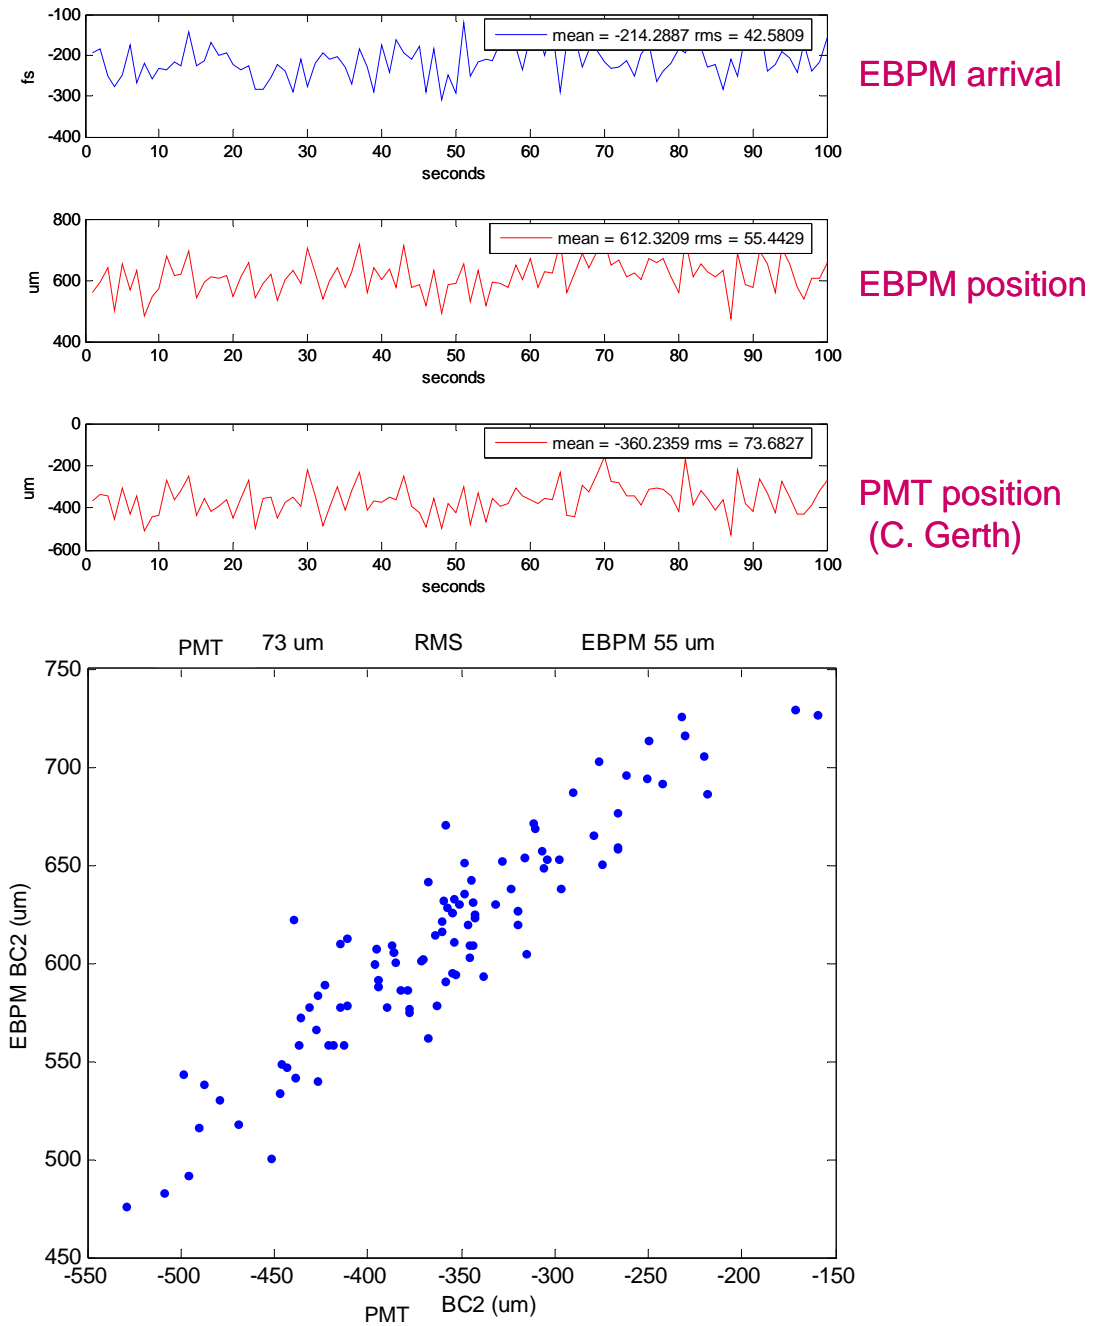 -100
-200
-300
-400
fs
mean = -214.2887 rms = 42.5809
0 10 20 30 40 50 60 70 80 90 100
seconds
EBPM arrival
800
600
400
um
mean = 612.3209 rms = 55.4429
0 10 20 30 40 50 60 70 80 90 100
seconds
EBPM position
0
-200
-400
-600
um
mean = -360.2359 rms = 73.6827
0 10 20 30 40 50 60 70 80 90 100
seconds
PMT position
(C. Gerth)
PMT 73 um RMS EBPM 55 um
750
700
650
600
550
500
450
EBPM BC2 (um)
-550 -500 -450 -400 -350 -300 -250 -200 -150
PMT BC2 (um)